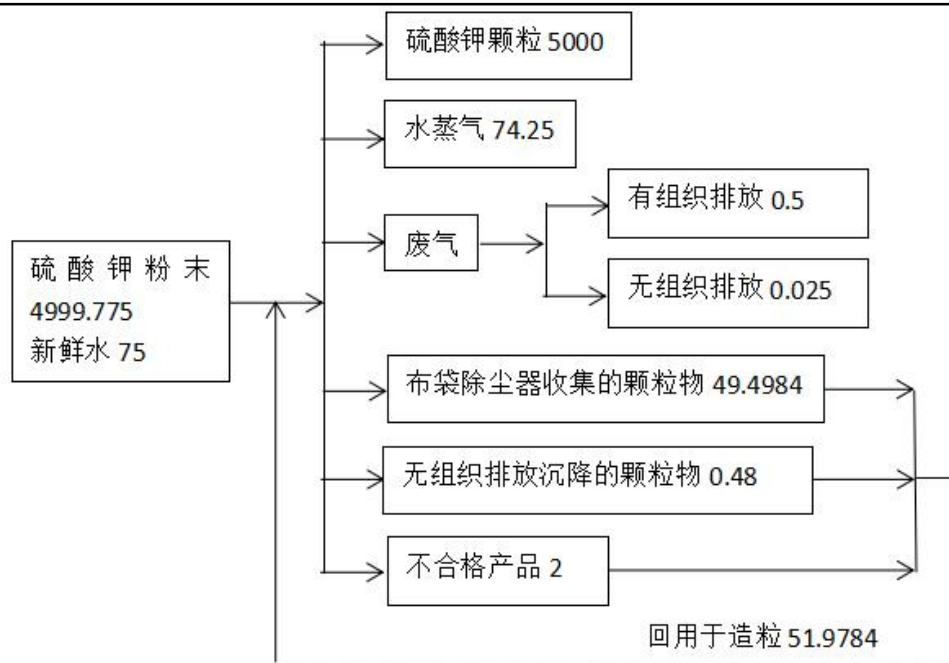 硫酸钾颗粒 5000
水蒸气 74.25
有组织排放 0.5
废气
硫酸钾粉末
4999.775
新鲜水 75
无组织排放 0.025
布袋除尘器收集的颗粒物 49.4984
无组织排放沉降的颗粒物 0.48
不合格产品 2
回用于造粒 51.9784